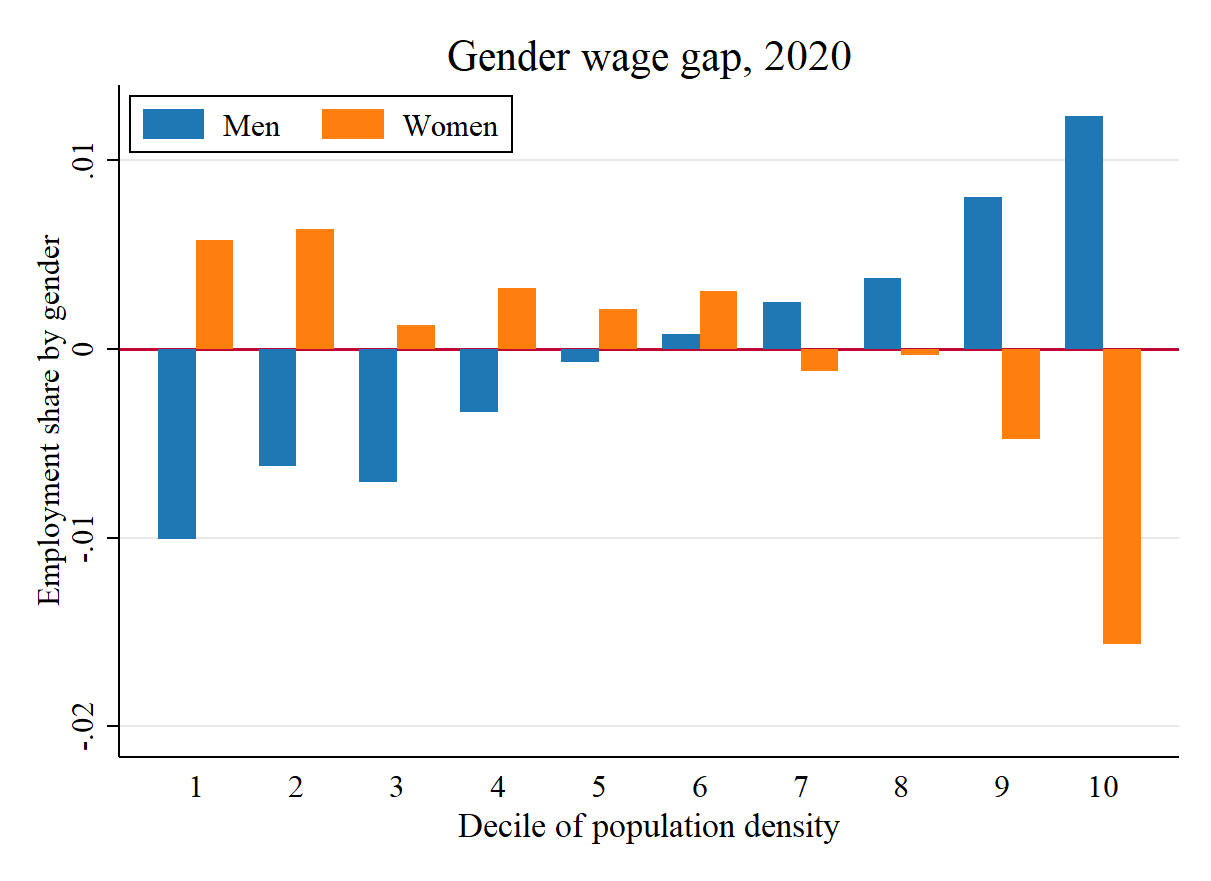 Gender wage gap, 2020
Men Women
Employment share by gender
.01
0
-.01
-.02
1 2 3 4 5 6 7 8 9 10
Decile of population density